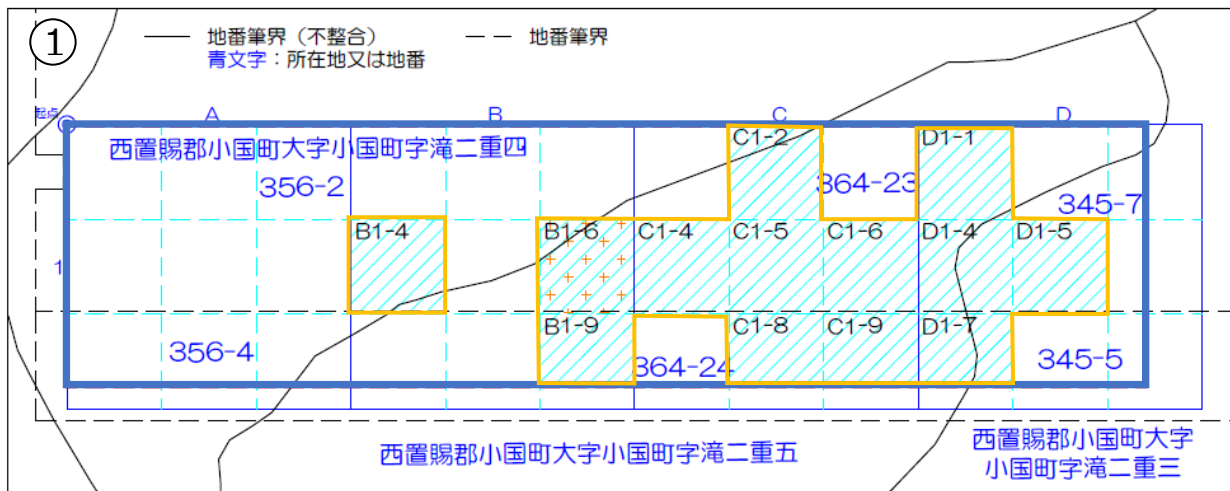 ①
地番筆界（不整合）
地番筆界
青文字：所在地又は地番
起点
A
B
C
D
西置賜郡小国町大字小国町字滝二重四
C1-2
D1-1
356-2
364-23
345-7
B1-4
B1-6
C1-4
C1-5
C1-6
D1-4
D1-5
1
B1-9
C1-8
C1-9
D1-7
356-4
364-24
345-5
西置賜郡小国町大字小国町字滝二重五
西置賜郡小国町大字
小国町字滝二重三